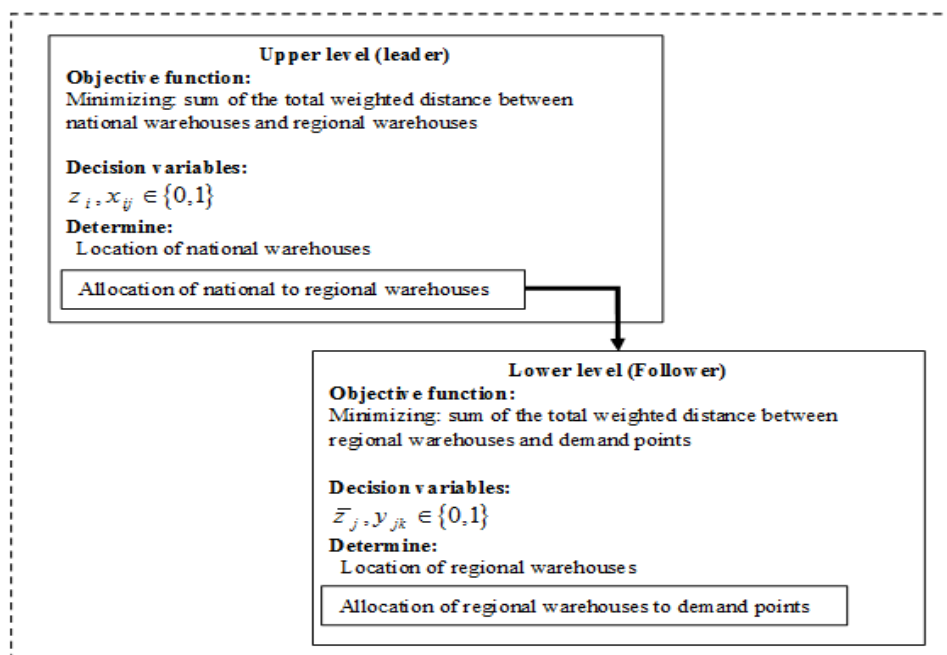 Upper level (leader)
Objective function:
Minimizing: sum of the total weighted distance between
national warehouses and regional warehouses
Decision variables:
z_i, x_ij ∈ {0,1}
Determine:
Location of national warehouses
Allocation of national to regional warehouses
Lower level (Follower)
Objective function:
Minimizing: sum of the total weighted distance between
regional warehouses and demand points
Decision variables:
z̄_j, y_jk ∈ {0,1}
Determine:
Location of regional warehouses
Allocation of regional warehouses to demand points